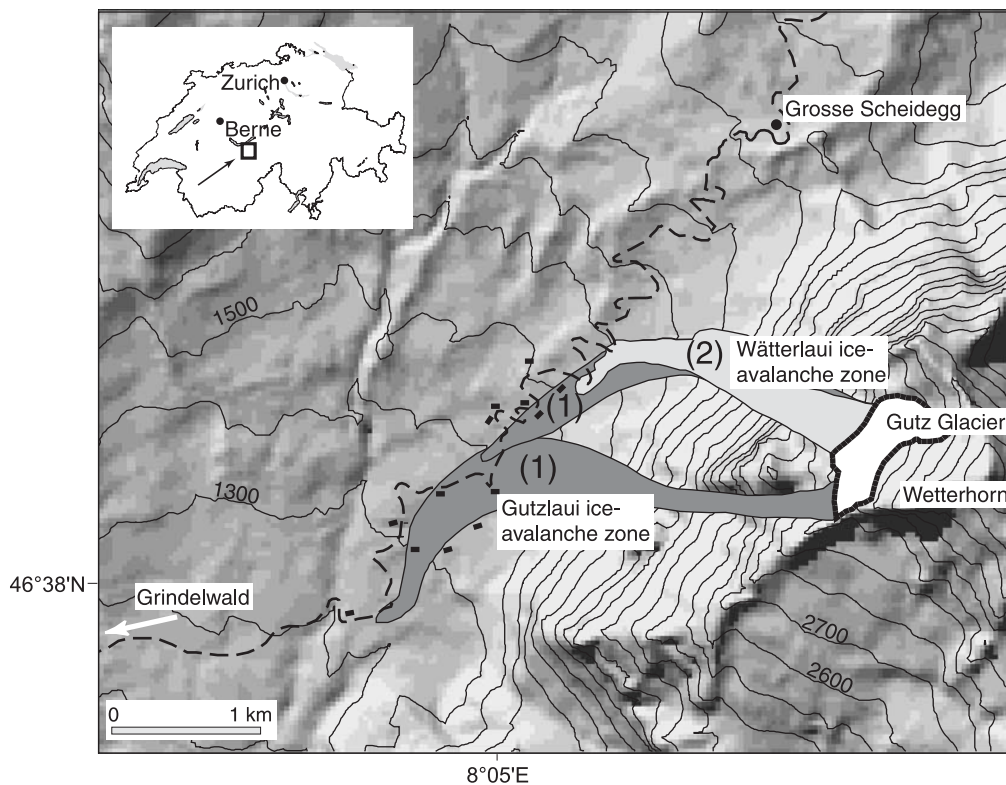 Zurich
Berne
Grosse Scheidegg
1500
(2)
Wätterlaui ice-
avalanche zone
(1)
Gutz Glacier
(1)
1300
Wetterhorn
Gutzlaui ice-
avalanche zone
46°38'N
Grindelwald
2700
2600
0 1 km
8°05'E